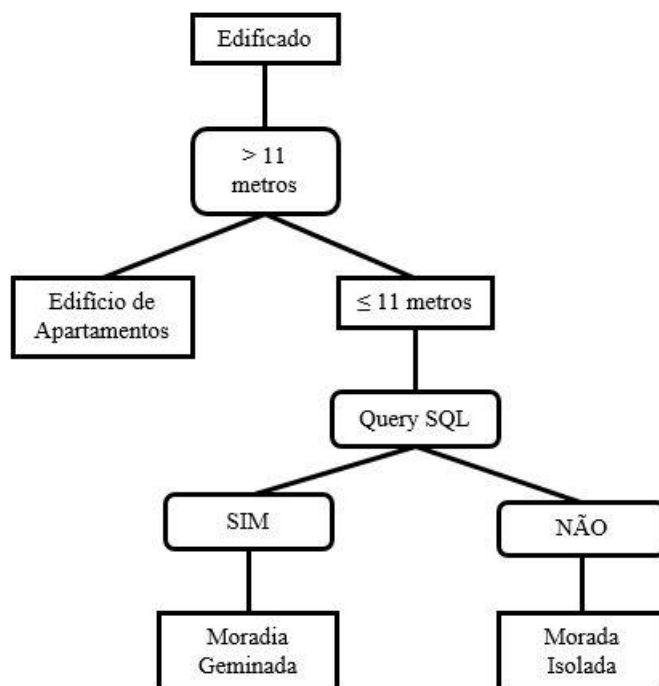 Edificado
> 11
metros
Edifício de
Apartamentos
≤ 11 metros
Query SQL
SIM
NÃO
Moradia
Geminada
Morada
Isolada